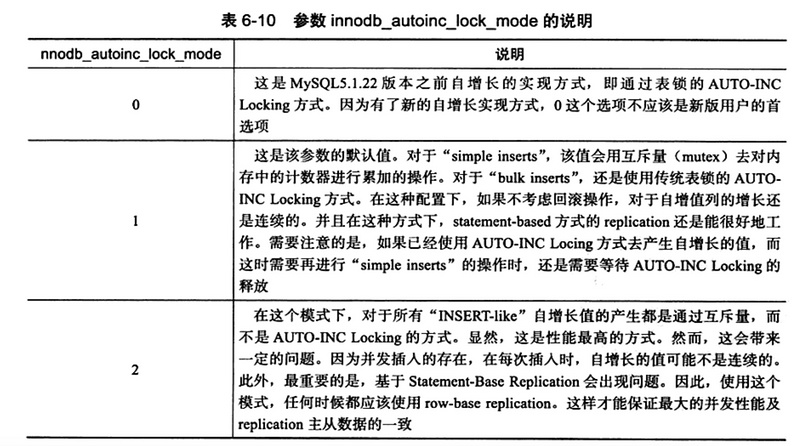 表 6-10 参数 innodb_autoinc_lock_mode 的说明
nnodb_autoinc_lock_mode 说明
0
这是 MySQL5.1.22 版本之前自增长的实现方式，即通过表锁的 AUTO-INC
Locking 方式。因为有了新的自增长实现方式，0 这个选项不应该是新版用户的首
选项
1
这是该参数的默认值。对于“simple inserts”，该值会用互斥量（mutex）去对内
存中的计数器进行累加的操作。对于“bulk inserts”，还是使用传统表锁的 AUTO-
INC Locking 方式。在这种配置下，如果不考虑回滚操作，对于自增值列的增长还
是连续的。并且在这种方式下，statement-based 方式的 replication 还是能很好地工
作。需要注意的是，如果已经使用 AUTO-INC Locing 方式去产生自增长的值，而
这时需要再进行“simple inserts”的操作时，还是需要等待 AUTO-INC Locking 的
释放
2
在这个模式下，对于所有“INSERT-like”自增长值的产生都是通过互斥量，而
不是 AUTO-INC Locking 的方式。显然，这是性能最高的方式。然而，这会带来
一定的问题。因为并发插入的存在，在每次插入时，自增长的值可能不是连续的。
此外，最重要的是，基于 Statement-Base Replication 会出现问题。因此，使用这个
模式，任何时候都应该使用 row-base replication。这样才能保证最大的并发性能及
replication 主从数据的一致